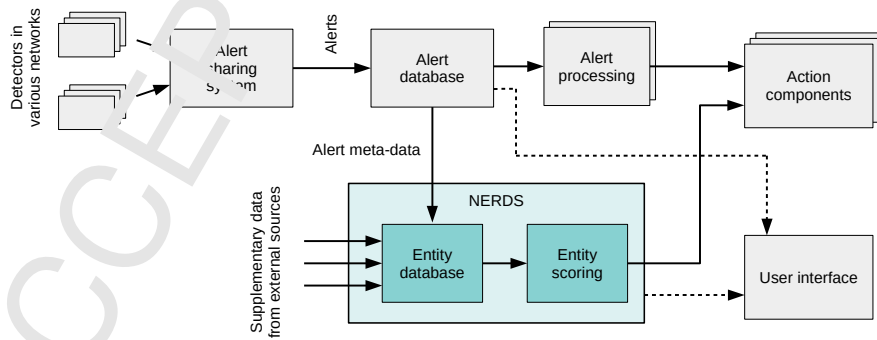 Detectors in
various networks
Alert
sharing
system
Alerts
Alert
database
Alert
processing
Action
components
Alert meta-data
NERDS
Supplementary data
from external sources
Entity
database
Entity
scoring
User interface
CCEP